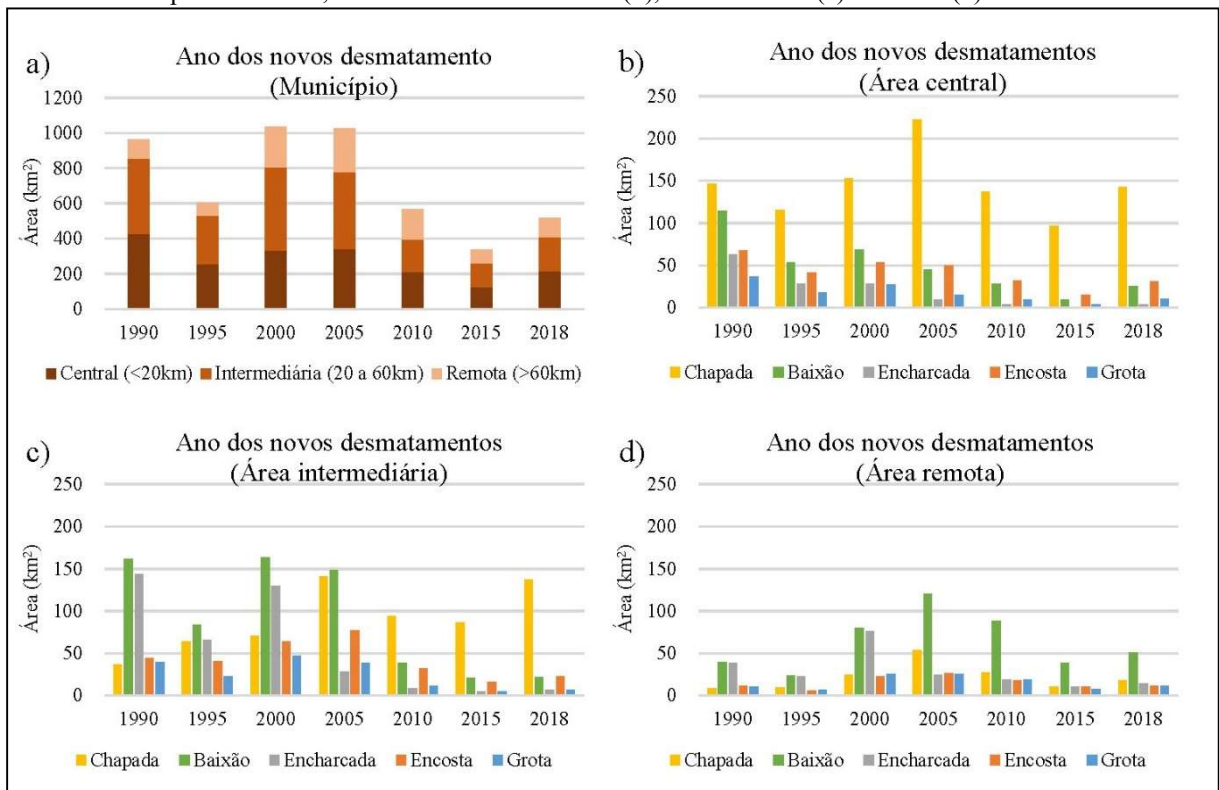 a)
Ano dos novos desmatamento
(Município)
Área (km²)
1200
1000
800
600
400
200
0
1990 1995 2000 2005 2010 2015 2018
Central (<20km) Intermediária (20 a 60km) Remota (>60km)
b)
Ano dos novos desmatamentos
(Área central)
Área (km²)
250
200
150
100
50
0
1990 1995 2000 2005 2010 2015 2018
Chapada Baixão Encharcada Encosta Grota
c)
Ano dos novos desmatamentos
(Área intermediária)
Área (km²)
250
200
150
100
50
0
1990 1995 2000 2005 2010 2015 2018
Chapada Baixão Encharcada Encosta Grota
d)
Ano dos novos desmatamentos
(Área remota)
Área (km²)
250
200
150
100
50
0
1990 1995 2000 2005 2010 2015 2018
Chapada Baixão Encharcada Encosta Grota